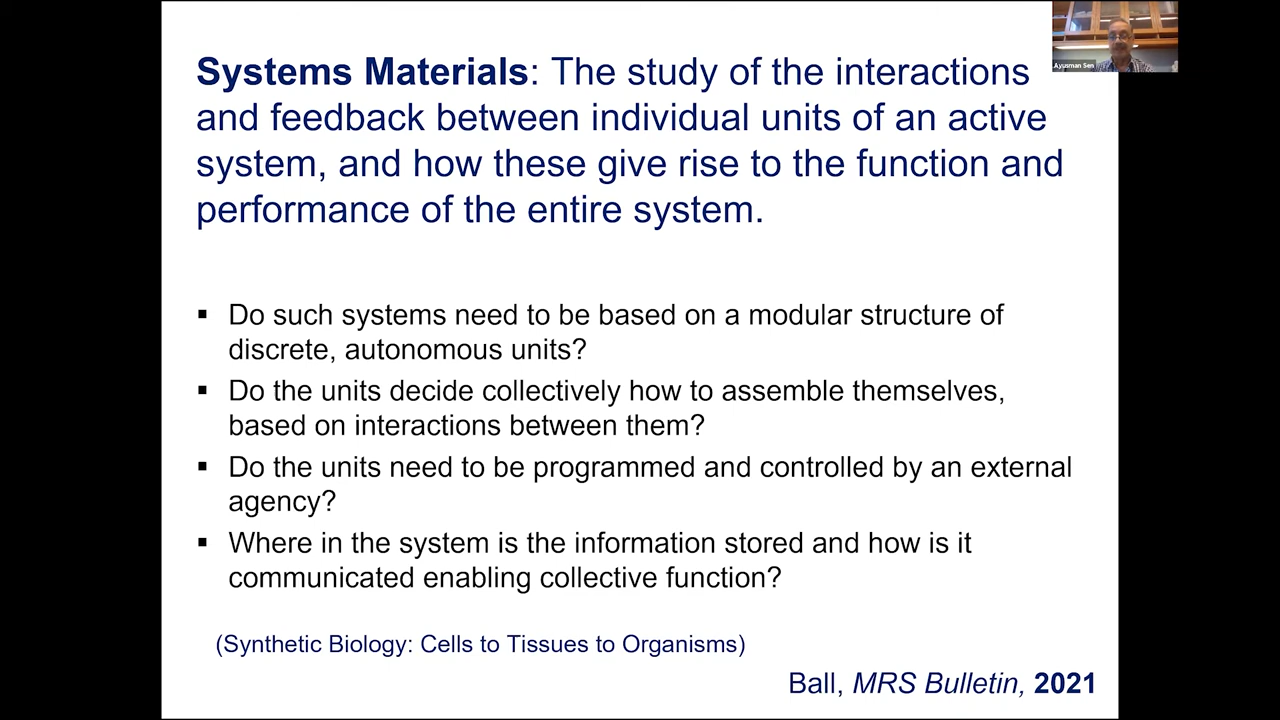 Systems Materials: The study of the interactions
and feedback between individual units of an active
system, and how these give rise to the function and
performance of the entire system.
▪ Do such systems need to be based on a modular structure of
discrete, autonomous units?
▪ Do the units decide collectively how to assemble themselves,
based on interactions between them?
▪ Do the units need to be programmed and controlled by an external
agency?
▪ Where in the system is the information stored and how is it
communicated enabling collective function?
(Synthetic Biology: Cells to Tissues to Organisms)
Ball, MRS Bulletin, 2021
Ayusman Sen